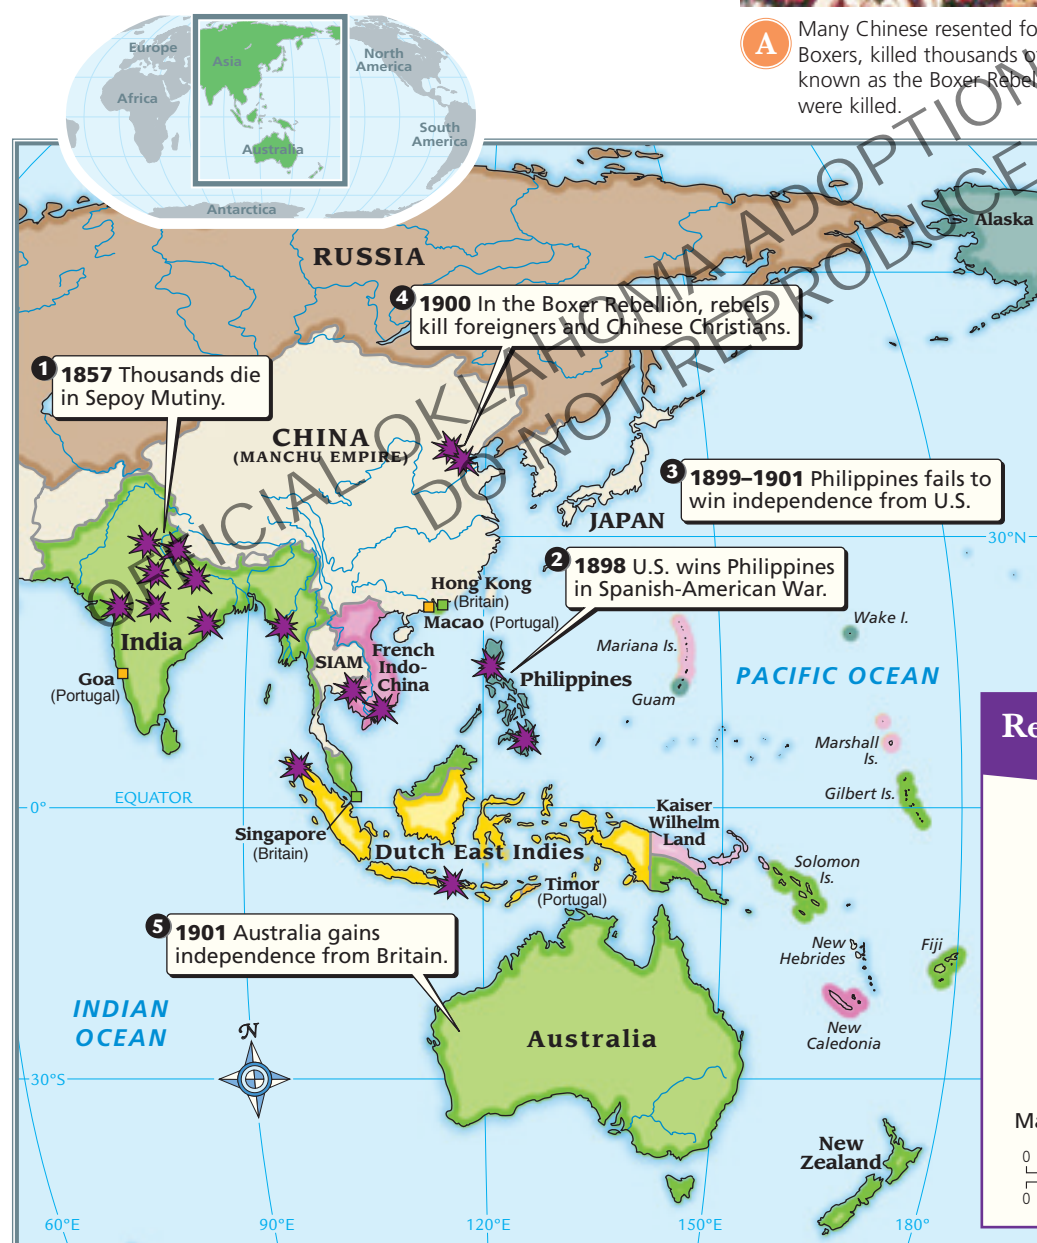 Europe
Asia
North
America
Africa
South
America
Australia
Antarctica
A
Many Chinese resented fo
Boxers, killed thousands o
known as the Boxer Rebel
were killed.
OFFICIAL OKLAHOMA ADOPTION
DO NOT REPRODUCE
Alaska
RUSSIA
4 1900 In the Boxer Rebellion, rebels
kill foreigners and Chinese Christians.
1 1857 Thousands die
in Sepoy Mutiny.
CHINA
(MANCHU EMPIRE)
3 1899–1901 Philippines fails to
win independence from U.S.
JAPAN
30°N
2 1898 U.S. wins Philippines
in Spanish-American War.
Hong Kong
(Britain)
Macao (Portugal)
Wake I.
India
Mariana Is.
SIAM
French
Indo-
China
Philippines
PACIFIC OCEAN
Goa
(Portugal)
Guam
Re
Marshall
Is.
Gilbert Is.
0°
EQUATOR
Kaiser
Wilhelm
Land
Singapore
(Britain)
Dutch East Indies
Solomon
Is.
Timor
(Portugal)
5 1901 Australia gains
independence from Britain.
New
Hebrides
Fiji
INDIAN
OCEAN
N
Australia
New
Caledonia
30°S
Ma
New
Zealand
0
0
60°E
90°E
120°E
150°E
180°